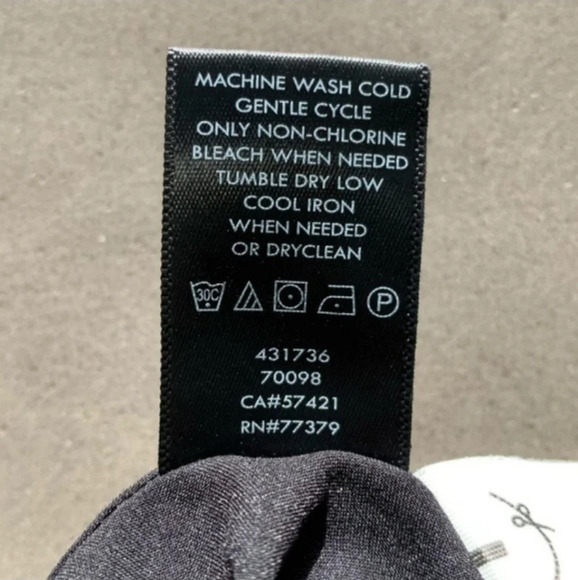 MACHINE WASH COLD
GENTLE CYCLE
ONLY NON-CHLORINE
BLEACH WHEN NEEDED
TUMBLE DRY LOW
COOL IRON
WHEN NEEDED
OR DRYCLEAN
30C P
431736
70098
CA#57421
RN#77379